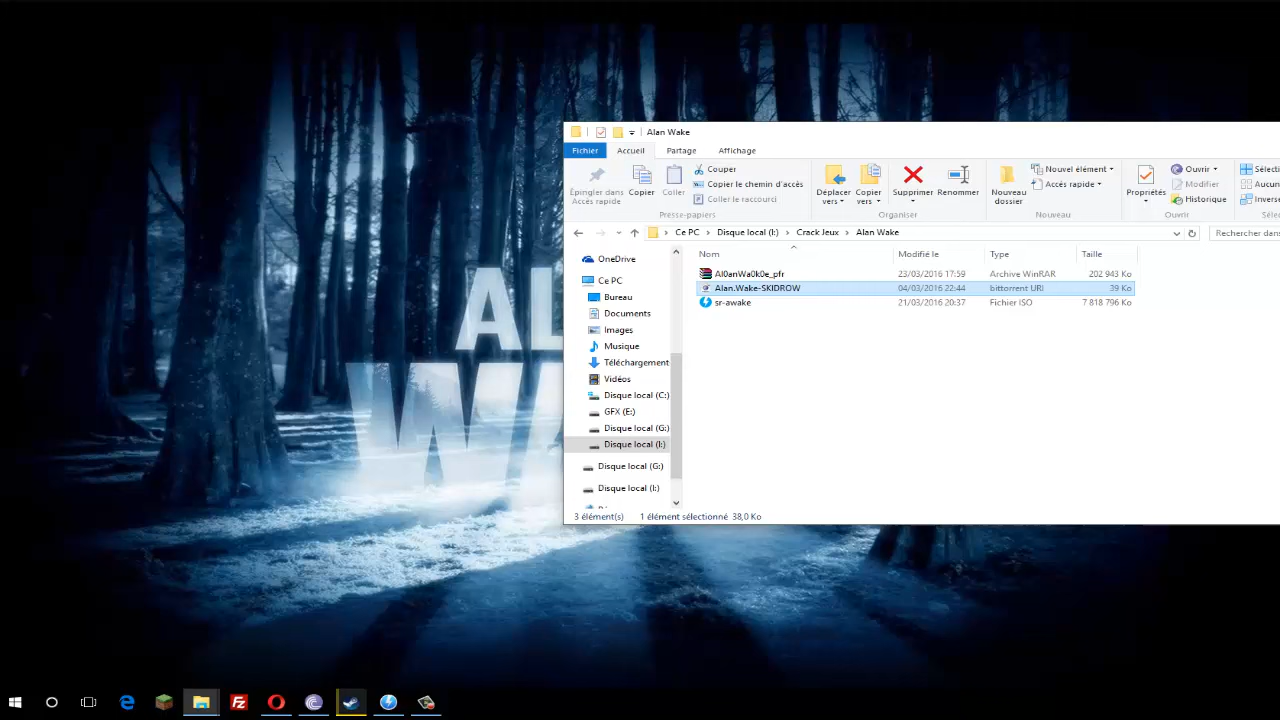 Alan Wake
Fichier Accueil Partage Affichage
Épingler dans Accès rapide
Copier
Coller
Couper
Copier le chemin d'accès
Coller le raccourci
Presse-papiers
Déplacer vers
Copier vers
Supprimer
Renommer
Organiser
Nouveau dossier
Nouvel élément
Accès rapide
Nouveau
Propriétés
Ouvrir
Modifier
Historique
Ouvrir
Ce PC > Disque local (I:) > Crack Jeux > Alan Wake
Rechercher dans
Nom Modifié le Type Taille
Al0anWa0k0e_pfr 23/03/2016 17:59 Archive WinRAR 202 943 Ko
Alan.Wake-SKIDROW 04/03/2016 22:44 bittorrent URI 39 Ko
sr-awake 21/03/2016 20:37 Fichier ISO 7 818 796 Ko
OneDrive
Ce PC
Bureau
Documents
Images
Musique
Téléchargement
Vidéos
Disque local (C:)
GFX (E:)
Disque local (G:)
Disque local (I:)
Disque local (G:)
Disque local (I:)
3 élément(s) 1 élément sélectionné 38,0 Ko